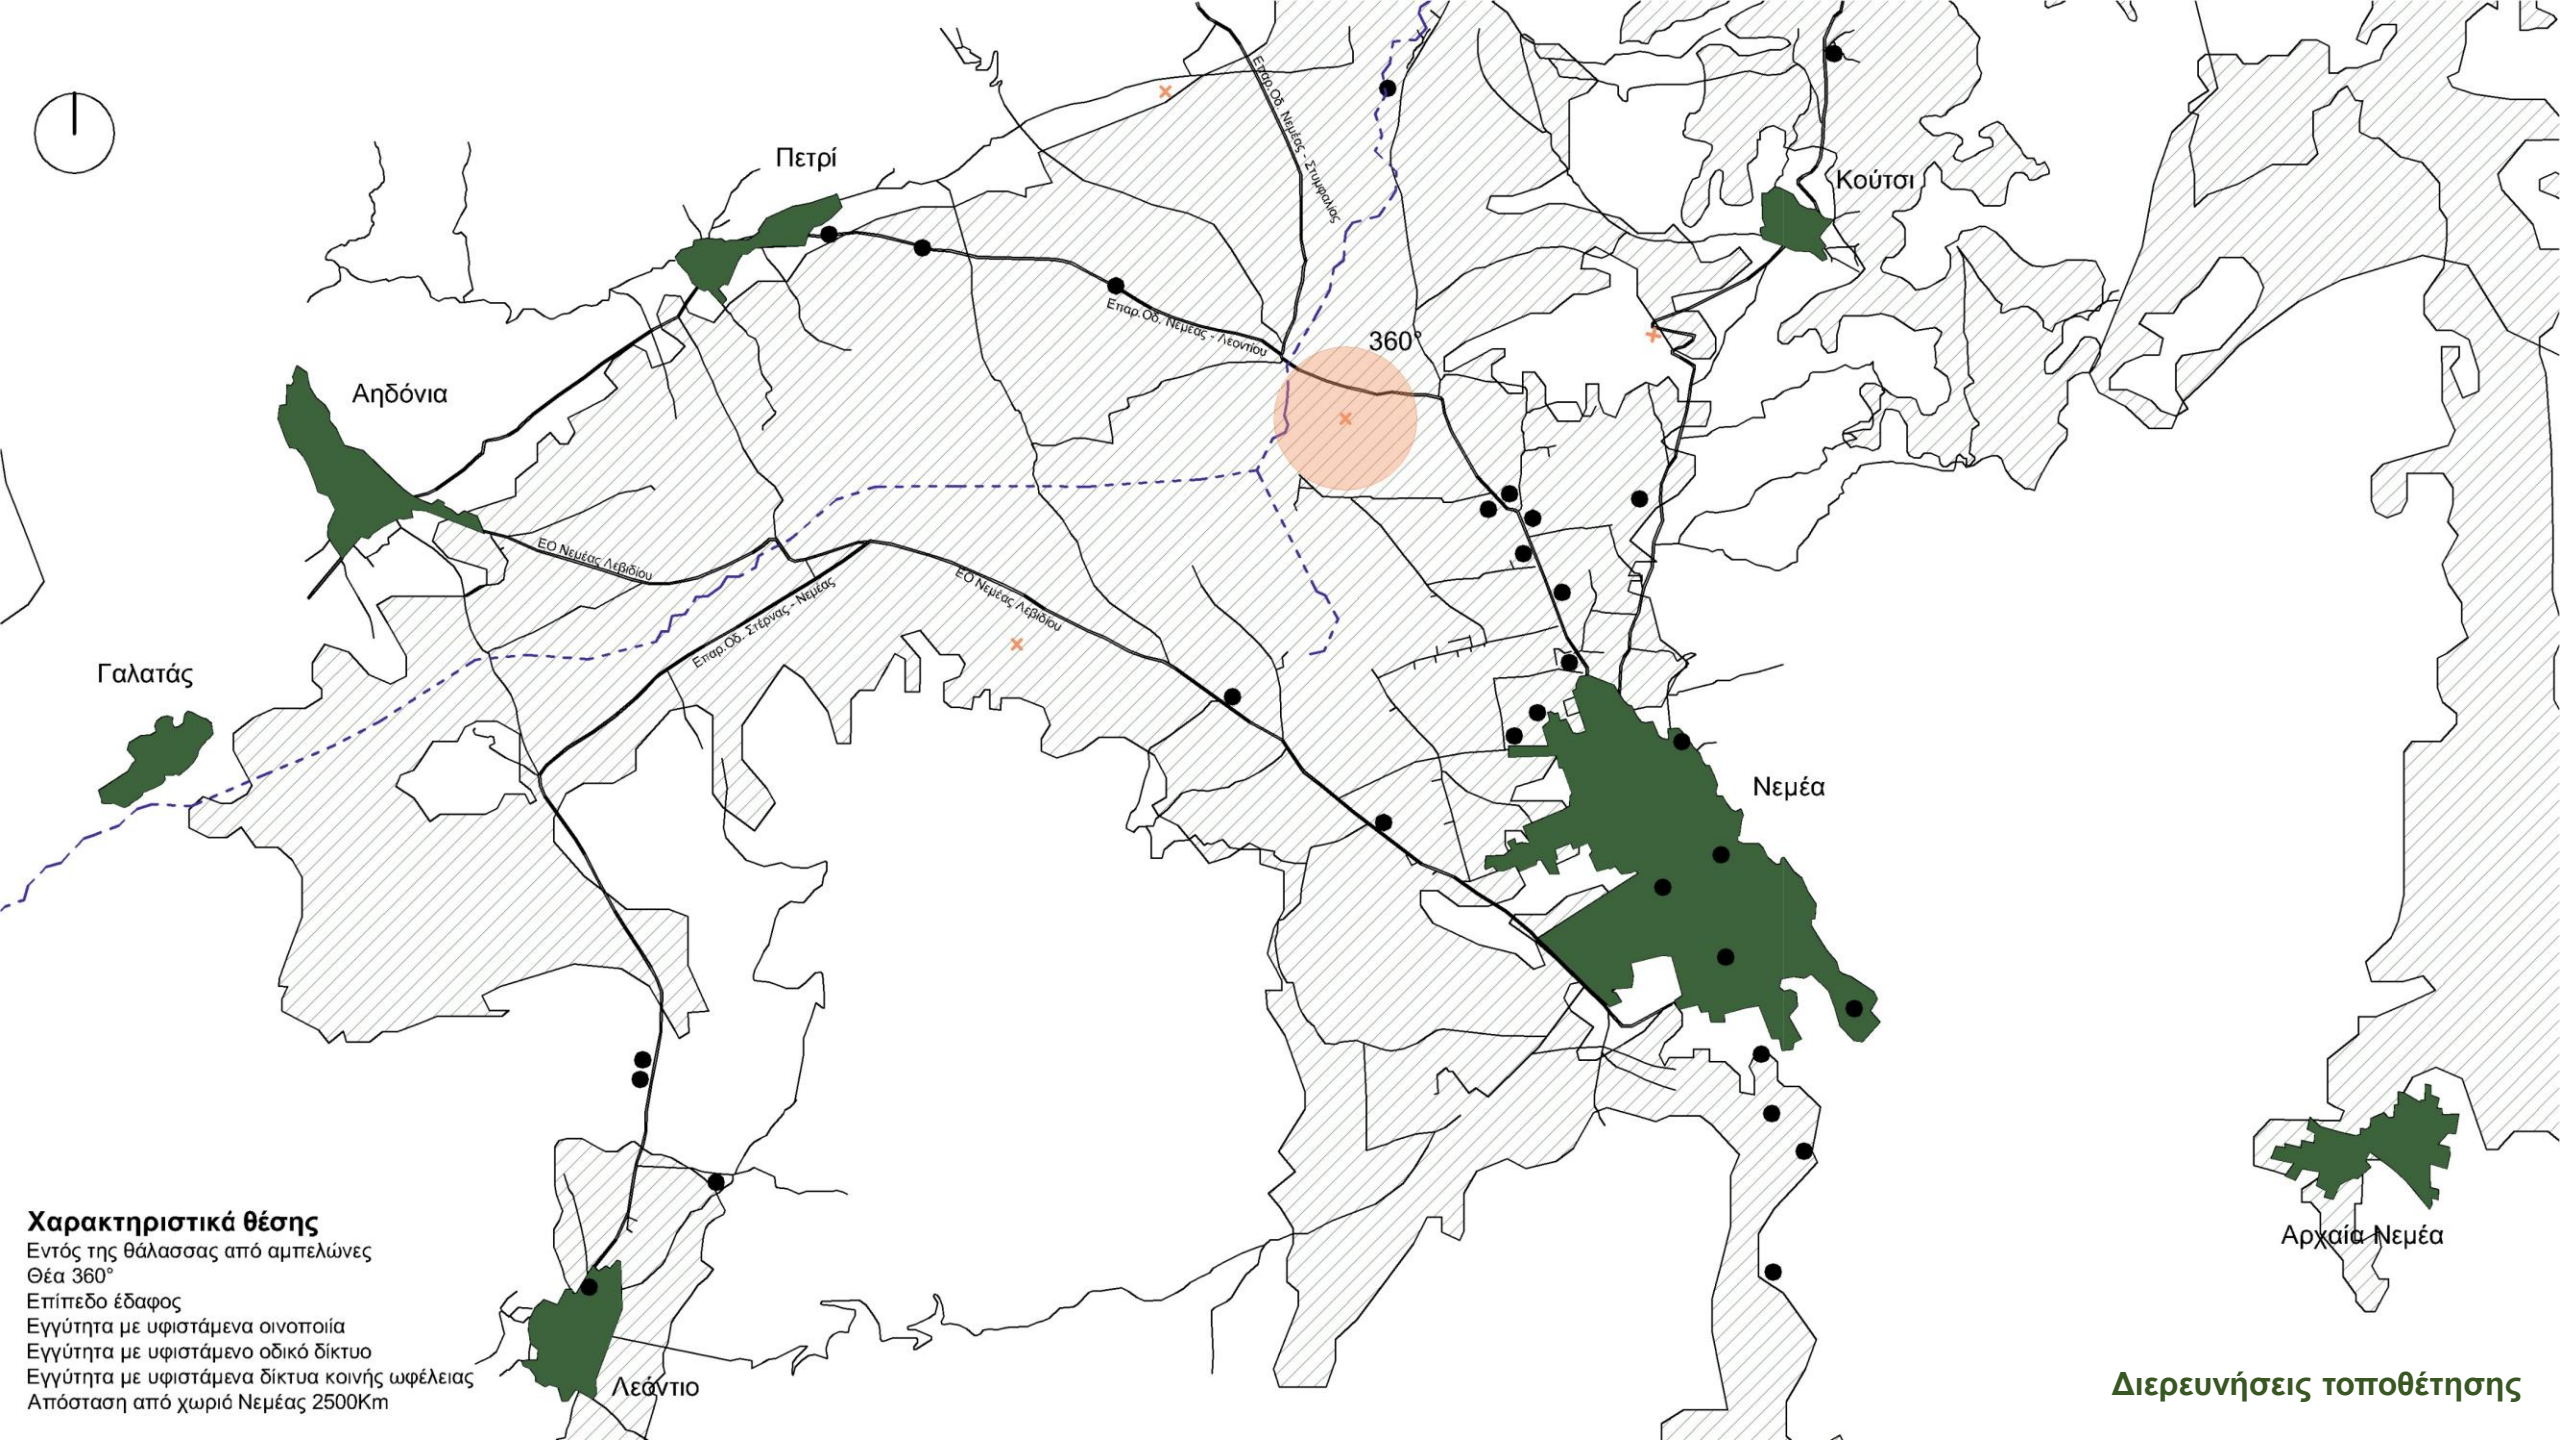 Επαρ.Οδ. Νεμέας - Στυμφαλίας
Πετρί
Κούτσι
Επαρ.Οδ. Νεμέας - Λεοντίου
360°
Αηδόνια
ΕΟ Νεμέας Λεβιδίου
ΕΟ Νεμέας Λεβιδίου
Επαρ.Οδ. Στέρνας - Νεμέας
Γαλατάς
Νεμέα
Χαρακτηριστικά θέσης
Εντός της θάλασσας από αμπελώνες
Θέα 360°
Επίπεδο έδαφος
Εγγύτητα με υφιστάμενα οινοποιία
Εγγύτητα με υφιστάμενο οδικό δίκτυο
Εγγύτητα με υφιστάμενα δίκτυα κοινής ωφέλειας
Απόσταση από χωριό Νεμέας 2500Km
Λεόντιο
Αρχαία Νεμέα
Διερευνήσεις τοποθέτησης